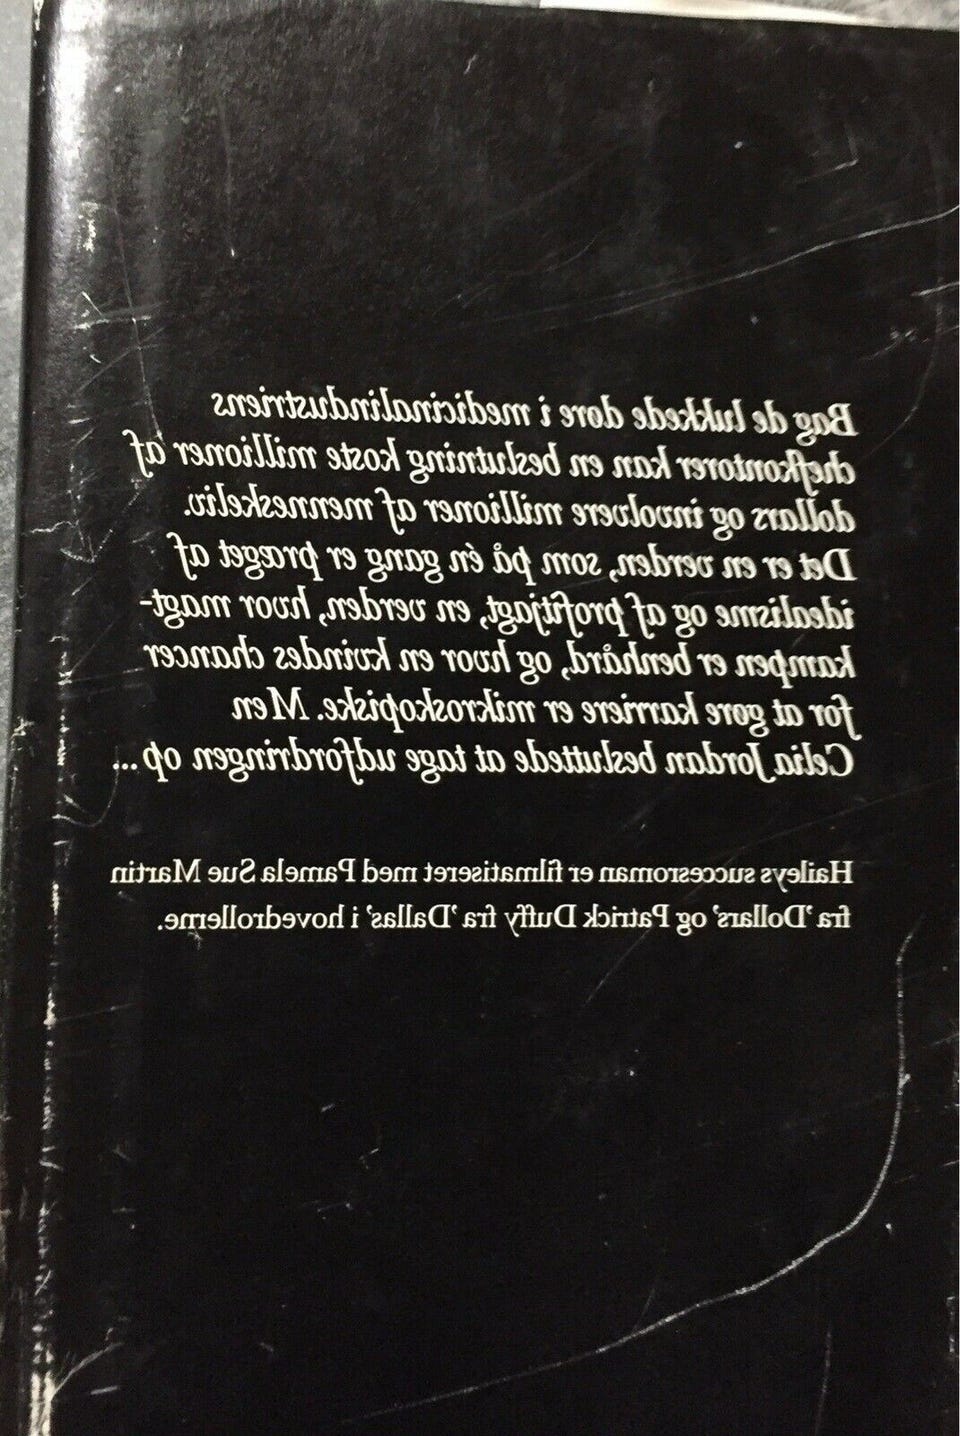 Bag de lukkede døre i medicinalindustriens
chefkontorer kan en beslutning koste millioner af
dollars og involvere millioner af menneskeliv.
Det er en verden, som på én gang er præget af
idealisme og af profitjagt, en verden, hvor magt-
kampen er benhård, og hvor en kvindes chancer
for at gøre karriere er mikroskopiske. Men
Celia Jordan besluttede at tage udfordringen op ...
Haileys succesroman er filmatiseret med Pamela Sue Martin
fra 'Dollars' og Patrick Duffy fra 'Dallas' i hovedrollerne.